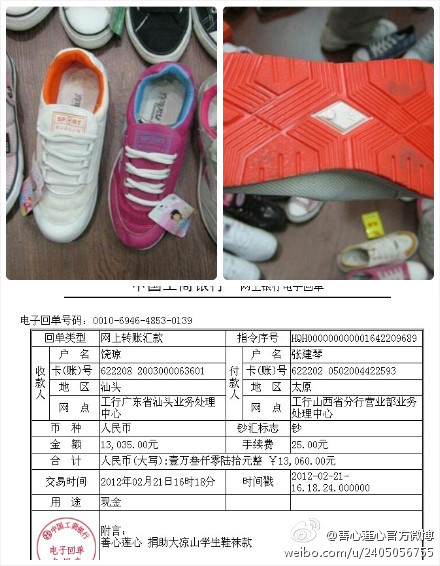 SPORT
中国工商银行 网上银行电子回单
电子回单号码：0010-6946-4853-0139
回单类型 网上转账汇款 指令序号 HQH000000000001642209689
收款人 户 名 饶琼 付款人 户 名 张建琴
卡(账)号 622208 2003000063601 卡(账)号 622202 0502004422593
地 区 汕头 地 区 太原
网 点 工行广东省汕头业务处理中心 网 点 工行山西省分行营业部业务处理中心
币 种 人民币 钞汇标志 钞
金 额 13,035.00元 手续费 25.00元
合 计 人民币(大写):壹万叁仟零陆拾元整 ￥13,060.00元
交易时间 2012年02月21日16时18分 时间戳 2012-02-21-16.18.24.000000
用 途 现金
中国工商银行
电子回单
附言：
善心莲心 捐助大凉山学生鞋袜款
@善心莲心官方微博
weibo.com/u/2405056755